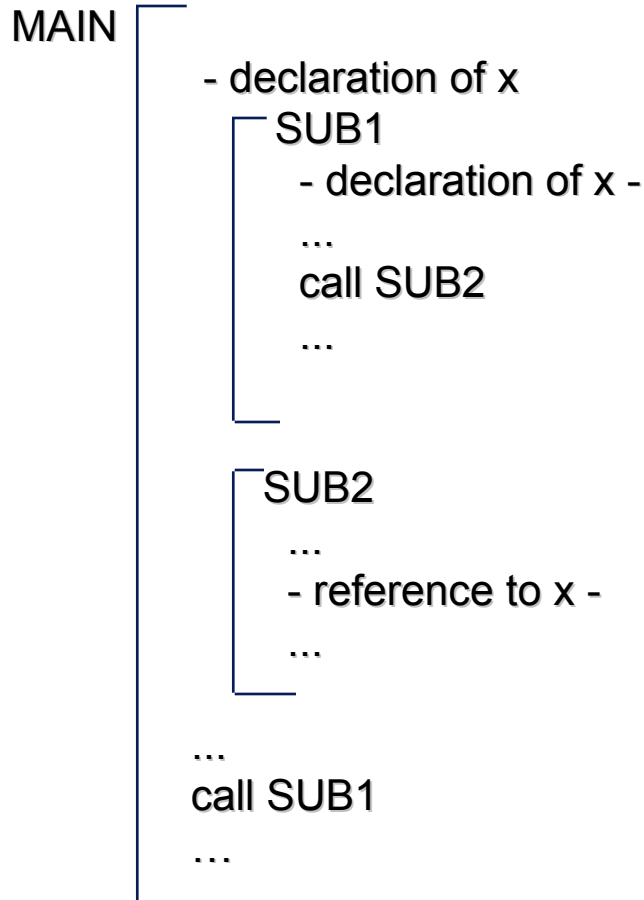 MAIN
- declaration of x
SUB1
- declaration of x -
...
call SUB2
...
SUB2
...
- reference to x -
...
...
call SUB1
…